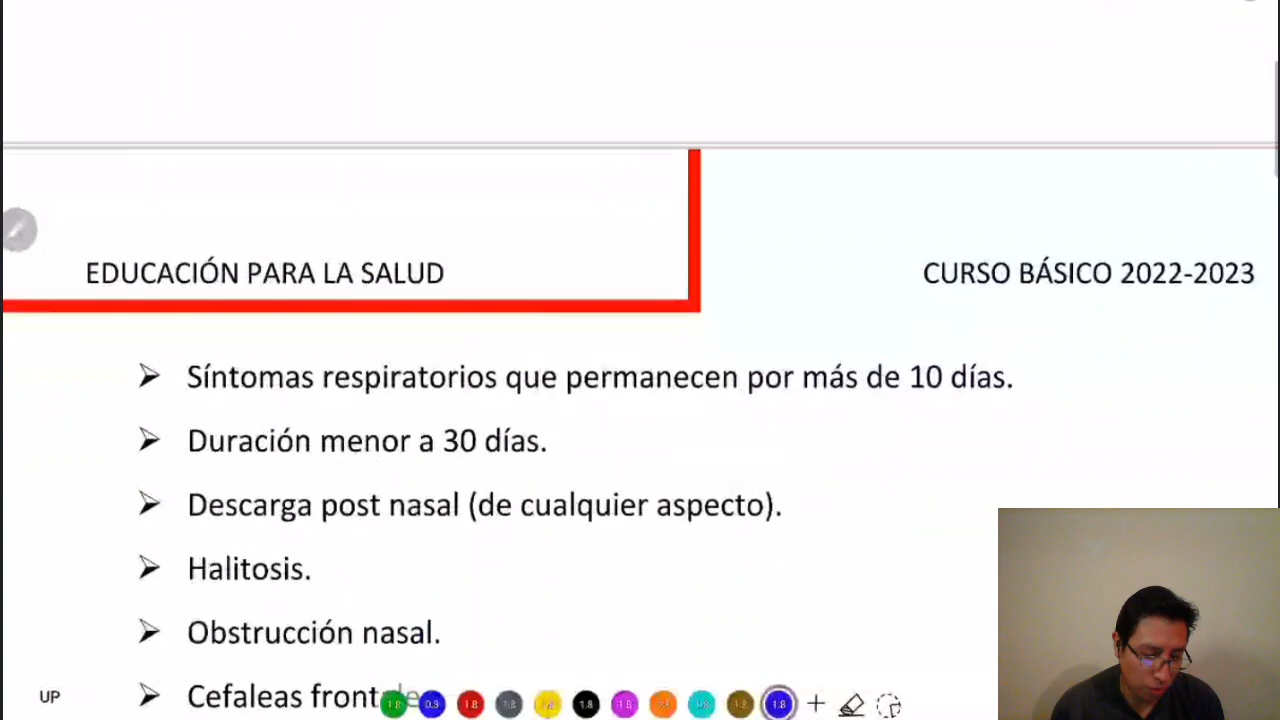 EDUCACIÓN PARA LA SALUD
CURSO BÁSICO 2022-2023
➢ Síntomas respiratorios que permanecen por más de 10 días.
➢ Duración menor a 30 días.
➢ Descarga post nasal (de cualquier aspecto).
➢ Halitosis.
➢ Obstrucción nasal.
UP
➢ Cefaleas